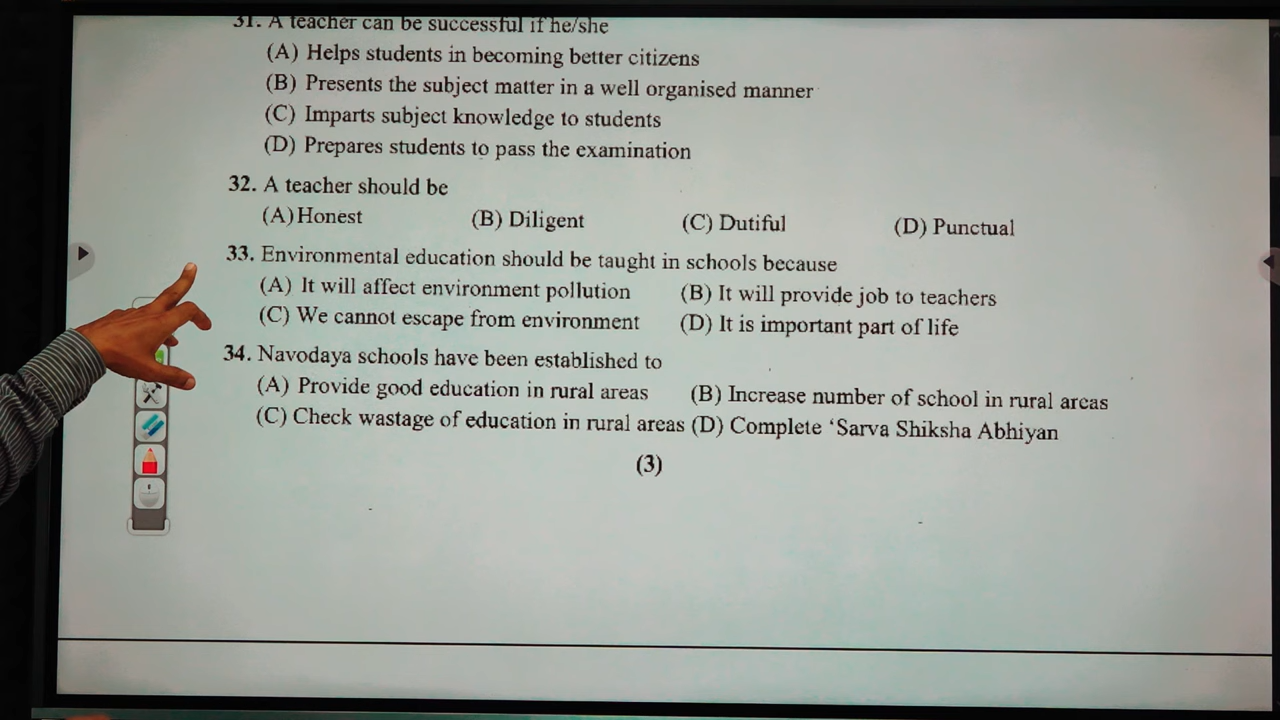 31. A teacher can be successful if he/she
(A) Helps students in becoming better citizens
(B) Presents the subject matter in a well organised manner
(C) Imparts subject knowledge to students
(D) Prepares students to pass the examination
32. A teacher should be
(A) Honest (B) Diligent (C) Dutiful (D) Punctual
33. Environmental education should be taught in schools because
(A) It will affect environment pollution (B) It will provide job to teachers
(C) We cannot escape from environment (D) It is important part of life
34. Navodaya schools have been established to
(A) Provide good education in rural areas (B) Increase number of school in rural areas
(C) Check wastage of education in rural areas (D) Complete ‘Sarva Shiksha Abhiyan
(3)